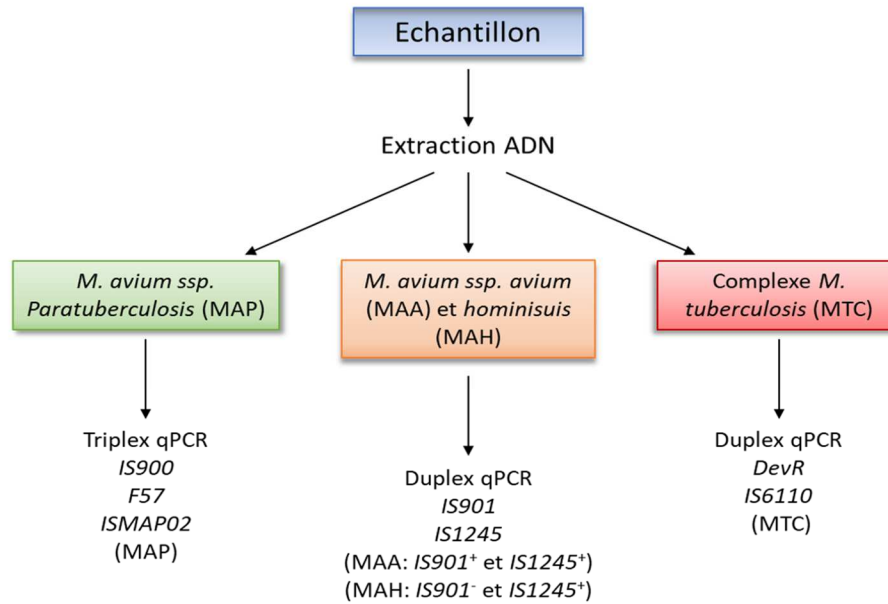 Echantillon
Extraction ADN
M. avium ssp.
Paratuberculosis (MAP)
M. avium ssp. avium
(MAA) et hominisuis
(MAH)
Complexe M.
tuberculosis (MTC)
Triplex qPCR
IS900
F57
ISMAP02
(MAP)
Duplex qPCR
IS901
IS1245
(MAA: IS901⁺ et IS1245⁺)
(MAH: IS901⁻ et IS1245⁺)
Duplex qPCR
DevR
IS6110
(MTC)